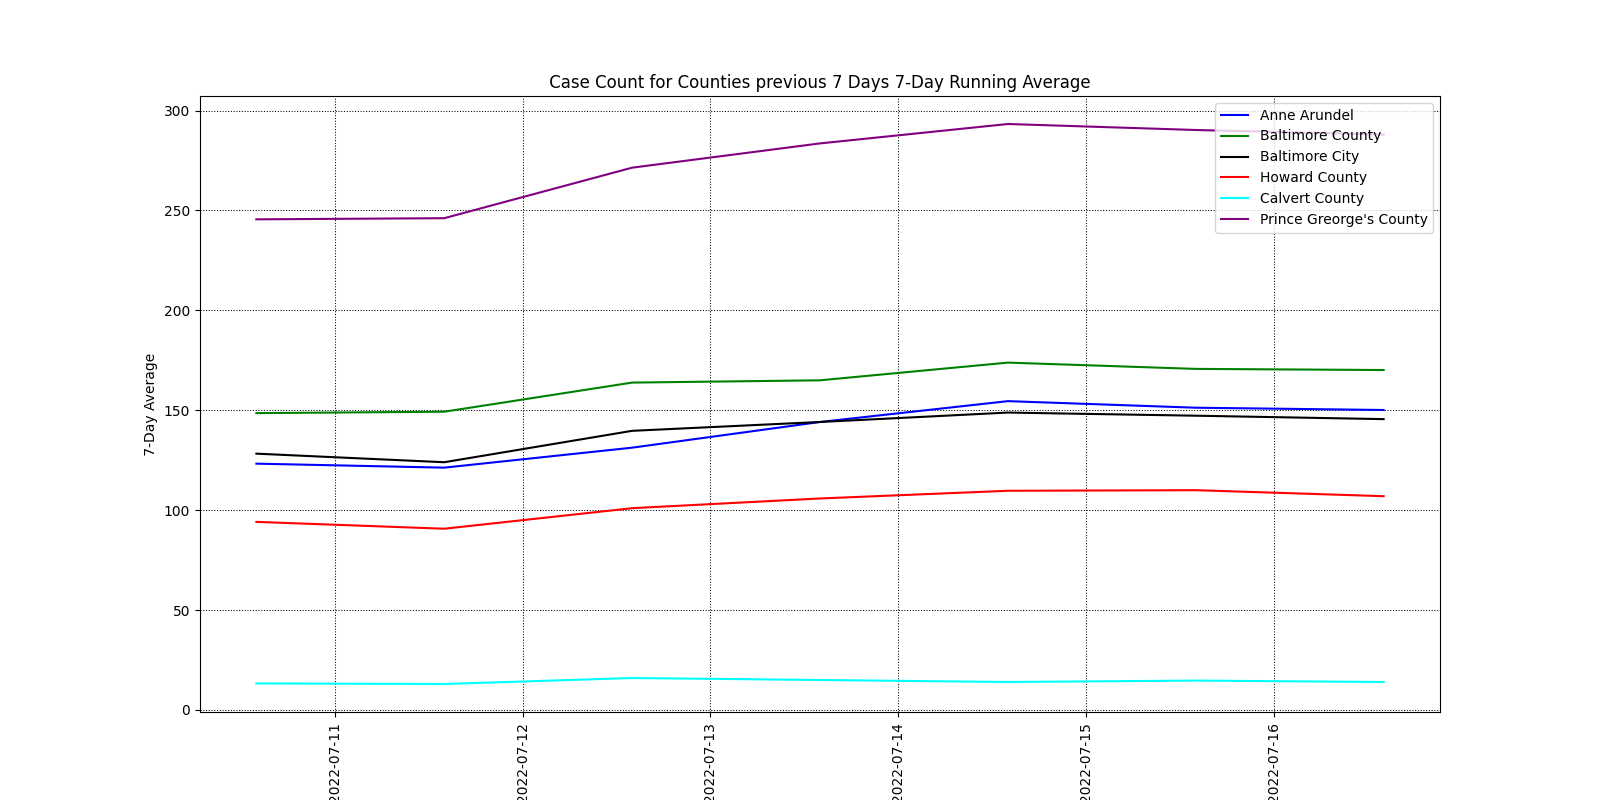 Case Count for Counties previous 7 Days 7-Day Running Average
300
250
200
150
100
50
0
7-Day Average
Anne Arundel
Baltimore County
Baltimore City
Howard County
Calvert County
Prince Greorge's County
2022-07-11
2022-07-12
2022-07-13
2022-07-14
2022-07-15
2022-07-16